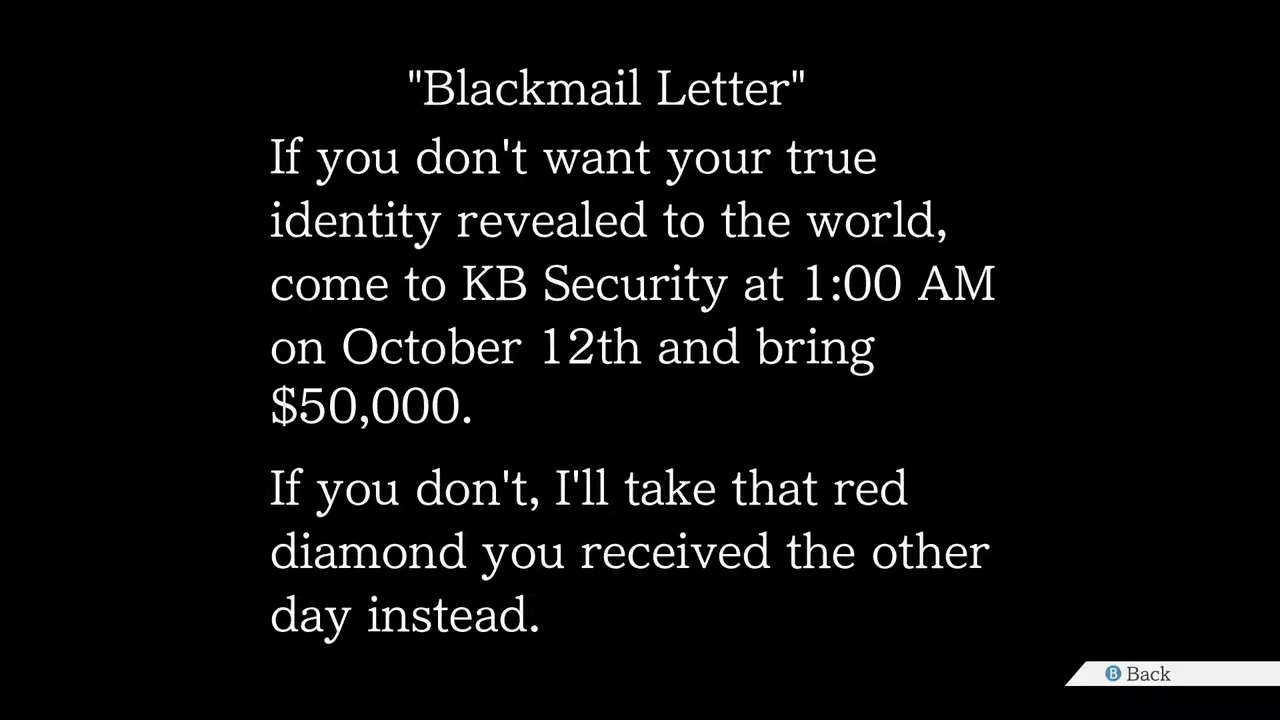 "Blackmail Letter"
If you don't want your true
identity revealed to the world,
come to KB Security at 1:00 AM
on October 12th and bring
$50,000.
If you don't, I'll take that red
diamond you received the other
day instead.
B Back